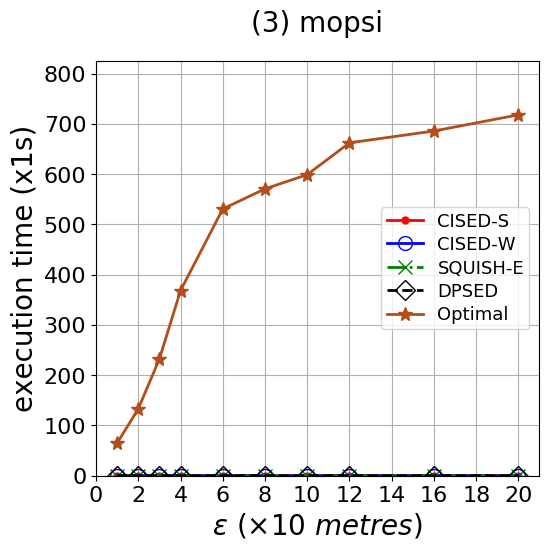 (3) mopsi
execution time (x1s)
800
700
600
500
400
300
200
100
0
CISED-S
CISED-W
SQUISH-E
DPSED
Optimal
0 2 4 6 8 10 12 14 16 18 20
ε (×10 metres)